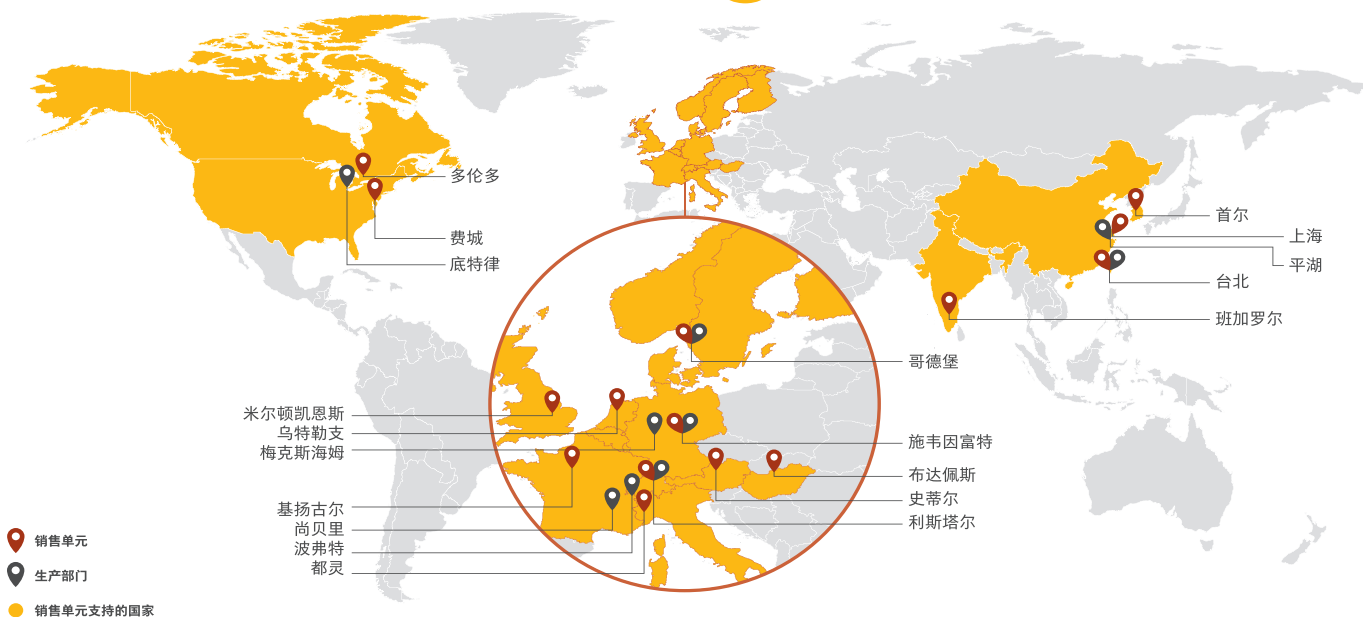 多伦多
费城
底特律
首尔
上海
平湖
台北
班加罗尔
哥德堡
米尔顿凯恩斯
乌特勒支
梅克斯海姆
施韦因富特
布达佩斯
史蒂尔
利斯塔尔
基扬古尔
尚贝里
波弗特
都灵
销售单元
生产部门
销售单元支持的国家